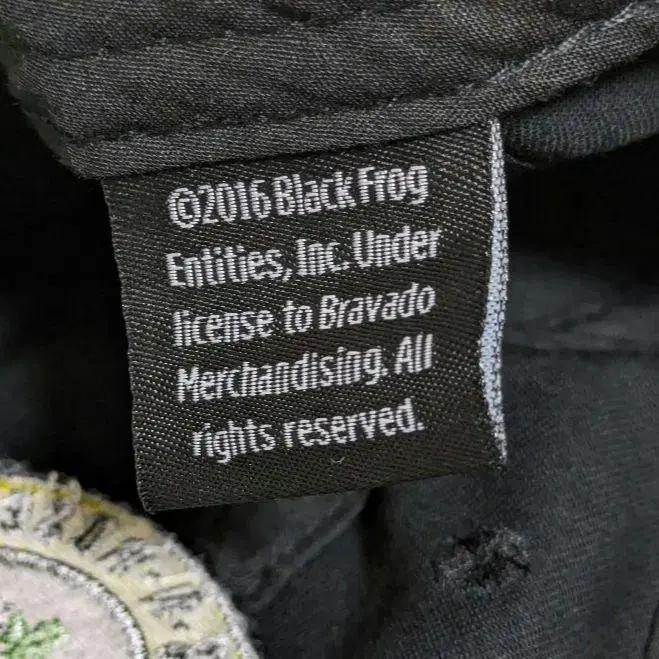 ©2016 Black Frog
Entities, Inc. Under
license to Bravado
Merchandising. All
rights reserved.